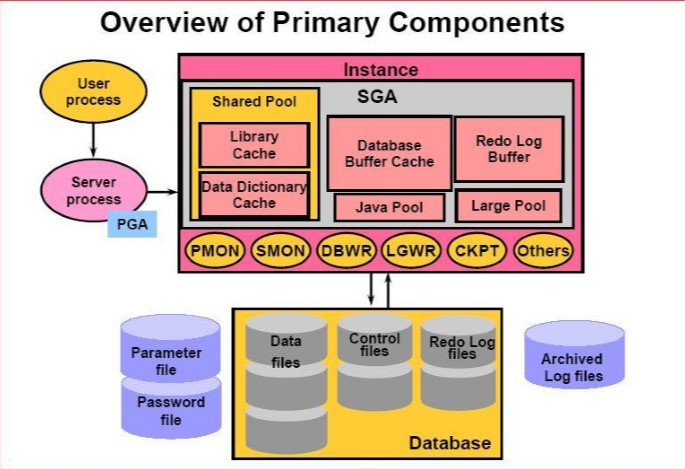 Overview of Primary Components
User
process
Server
process
PGA
Instance
SGA
Shared Pool
Library
Cache
Data Dictionary
Cache
Database
Buffer Cache
Redo Log
Buffer
Java Pool
Large Pool
PMON
SMON
DBWR
LGWR
CKPT
Others
Parameter
file
Password
file
Data
files
Control
files
Redo Log
files
Database
Archived
Log files